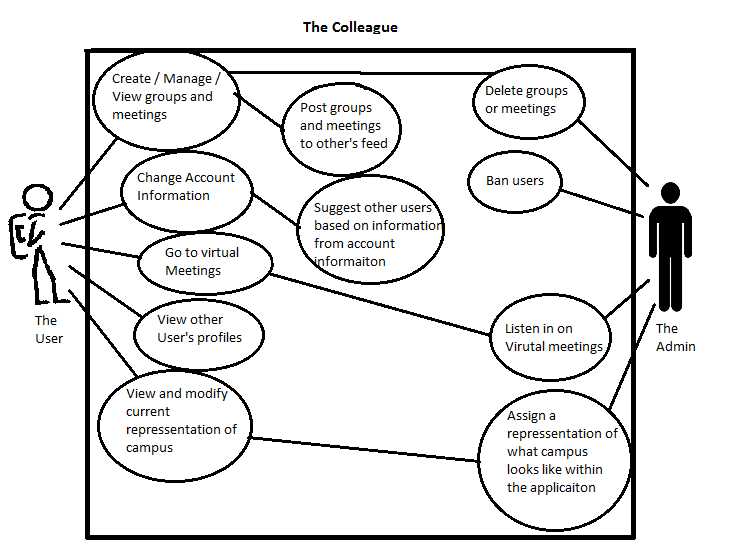 The Colleague
Create / Manage /
View groups and
meetings
Post groups
and meetings
to other's feed
Delete groups
or meetings
Change Account
Information
Suggest other users
based on information
from account
informaiton
Ban users
Go to virtual
Meetings
View other
User's profiles
Listen in on
Virutal meetings
The
User
The
Admin
View and modify
current
repressentation of
campus
Assign a
repressentation of
what campus
looks like within
the applicaiton